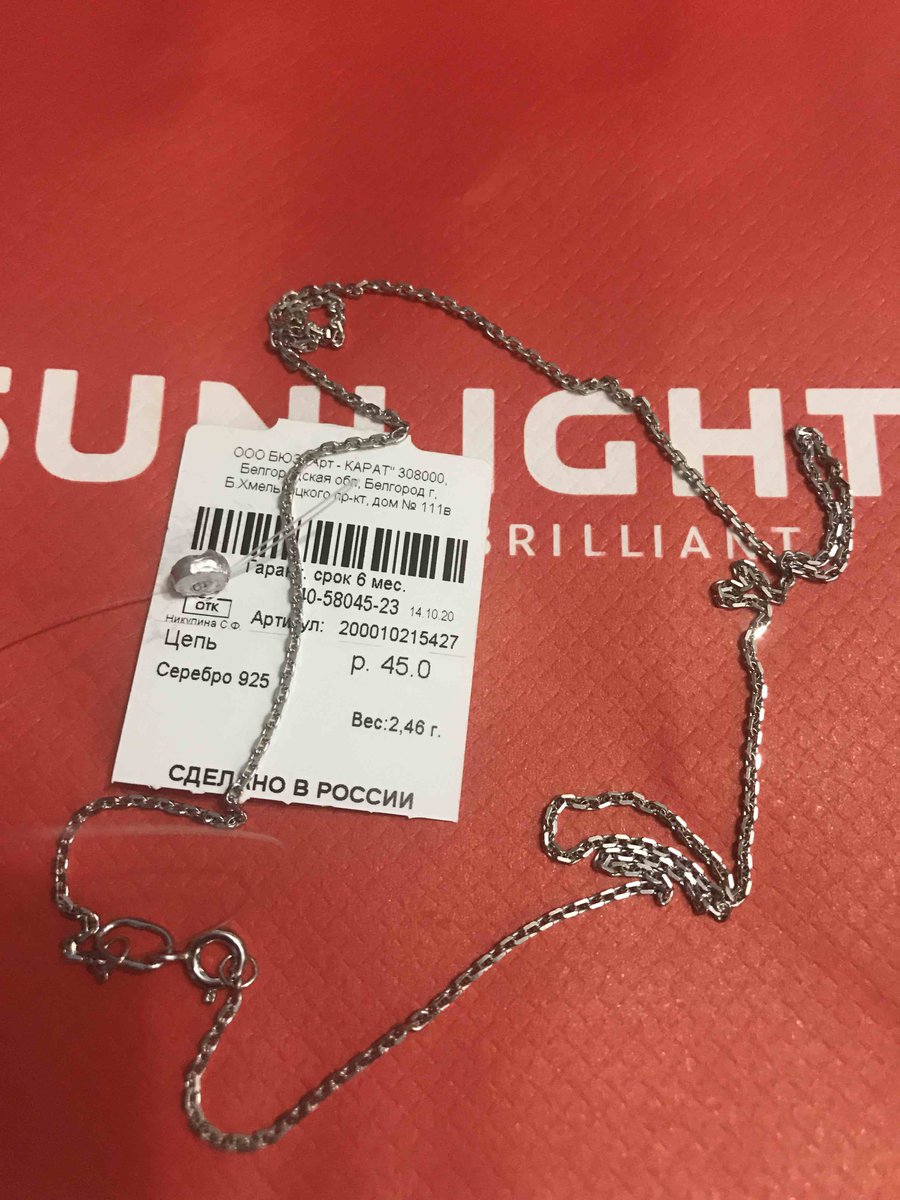 SUNLIGHT
BRILLIANT
ООО БЮЗ "Арт - КАРАТ" 308000,
Белгородская обл, Белгород г,
Б.Хмельницкого пр-кт, дом № 111в
срок 6 мес.
40-58045-23 14.10.20
ОТК
Никулина С.Ф.
Артикул: 200010215427
Цепь
р. 45.0
Серебро 925
Вес:2,46 г.
СДЕЛАНО В РОССИИ